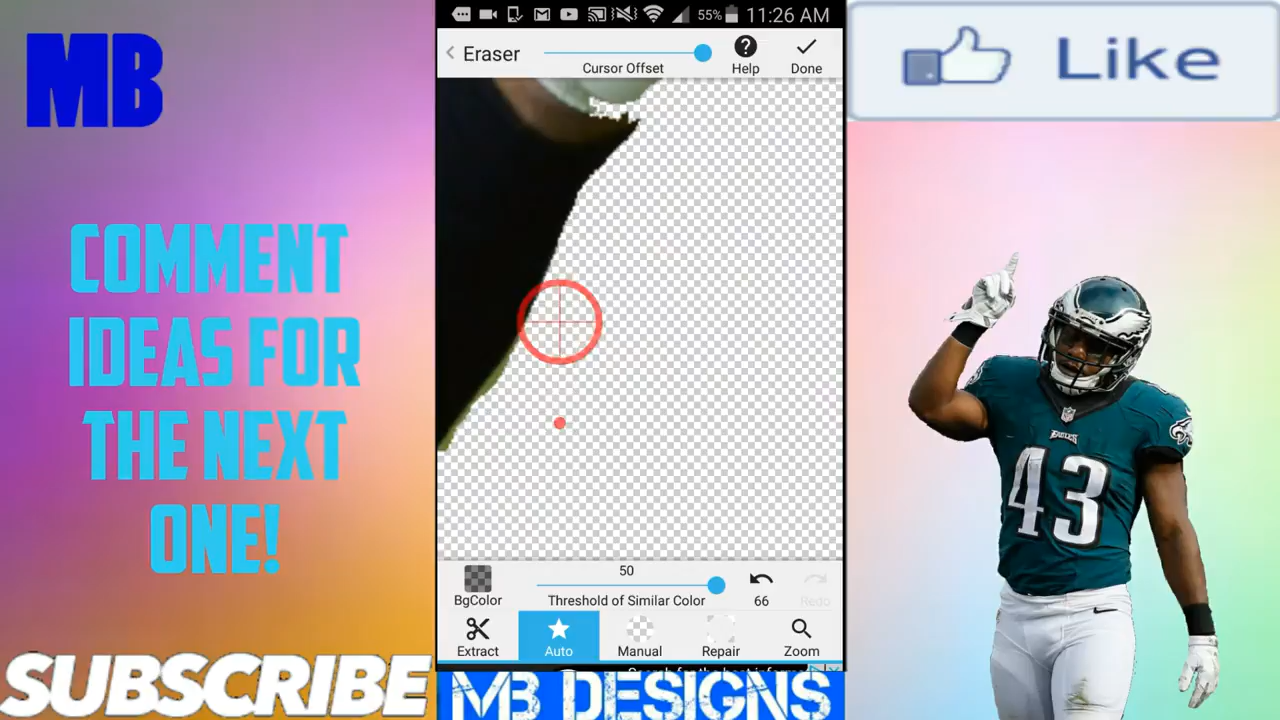 MB
COMMENT
IDEAS FOR
THE NEXT
ONE!
SUBSCRIBE
55% 11:26 AM
Eraser
Cursor Offset
Help
Done
50
BgColor
Threshold of Similar Color
66
Redo
Extract
Auto
Manual
Repair
Zoom
MB DESIGNS
Like
EAGLES
43